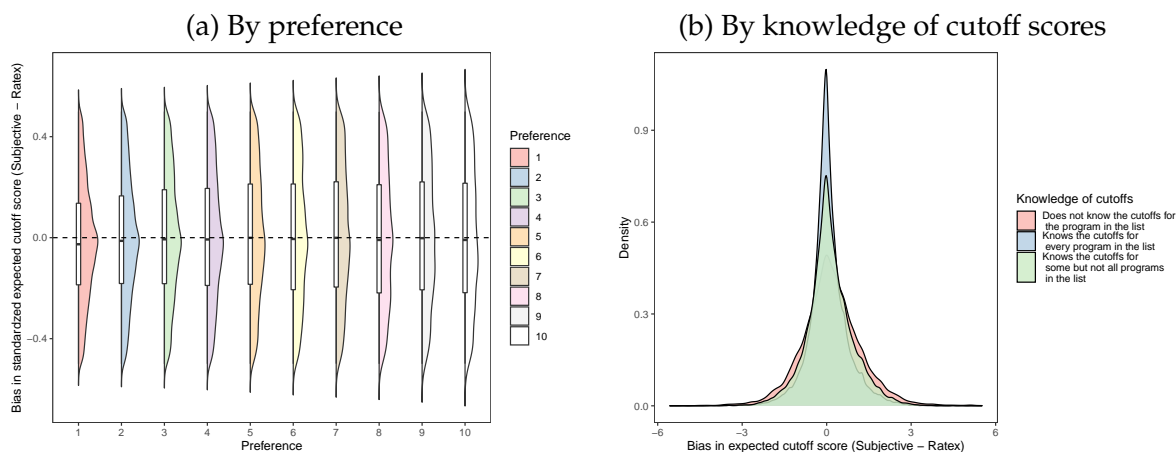 (a) By preference
(b) By knowledge of cutoff scores
Bias in standardzed expected cutoff score (Subjective − Ratex)
0.4
0.0
−0.4
1
2
3
4
5
6
7
8
9
10
Preference
Preference
1
2
3
4
5
6
7
8
9
10
Density
0.9
0.6
0.3
0.0
−6
−3
0
3
6
Bias in expected cutoff score (Subjective − Ratex)
Knowledge of cutoffs
Does not know the cutoffs for
the program in the list
Knows the cutoffs for
every program in the list
Knows the cutoffs for
some but not all programs
in the list